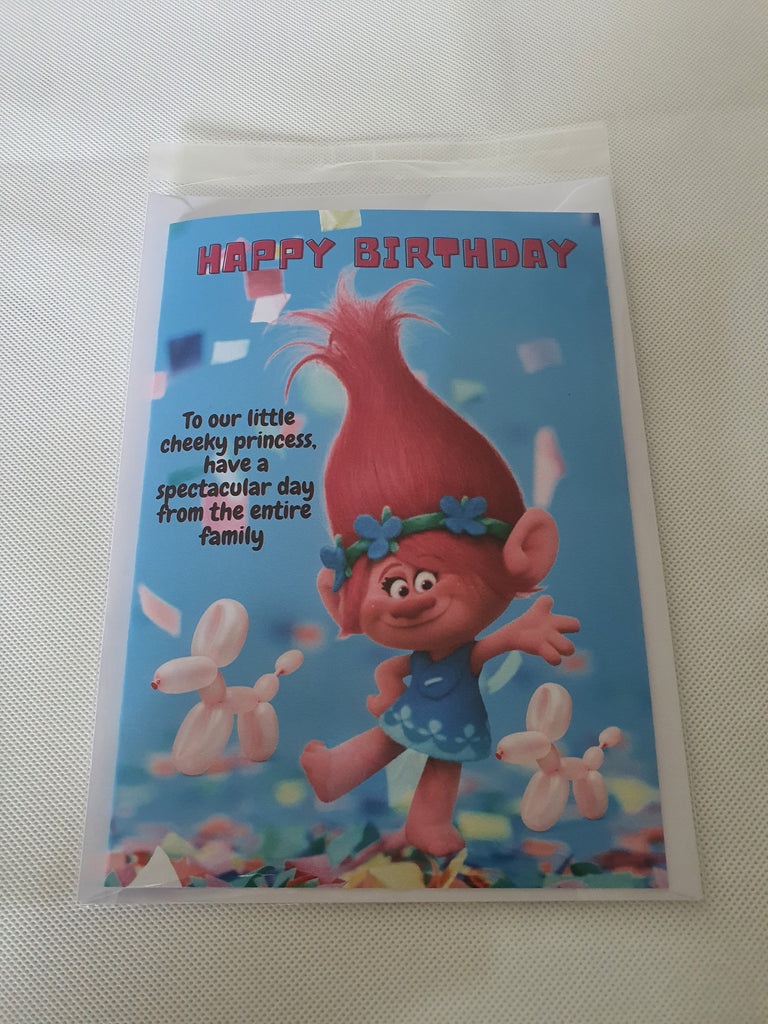 HAPPY BIRTHDAY
To our little
cheeky princess,
have a
spectacular day
from the entire
family